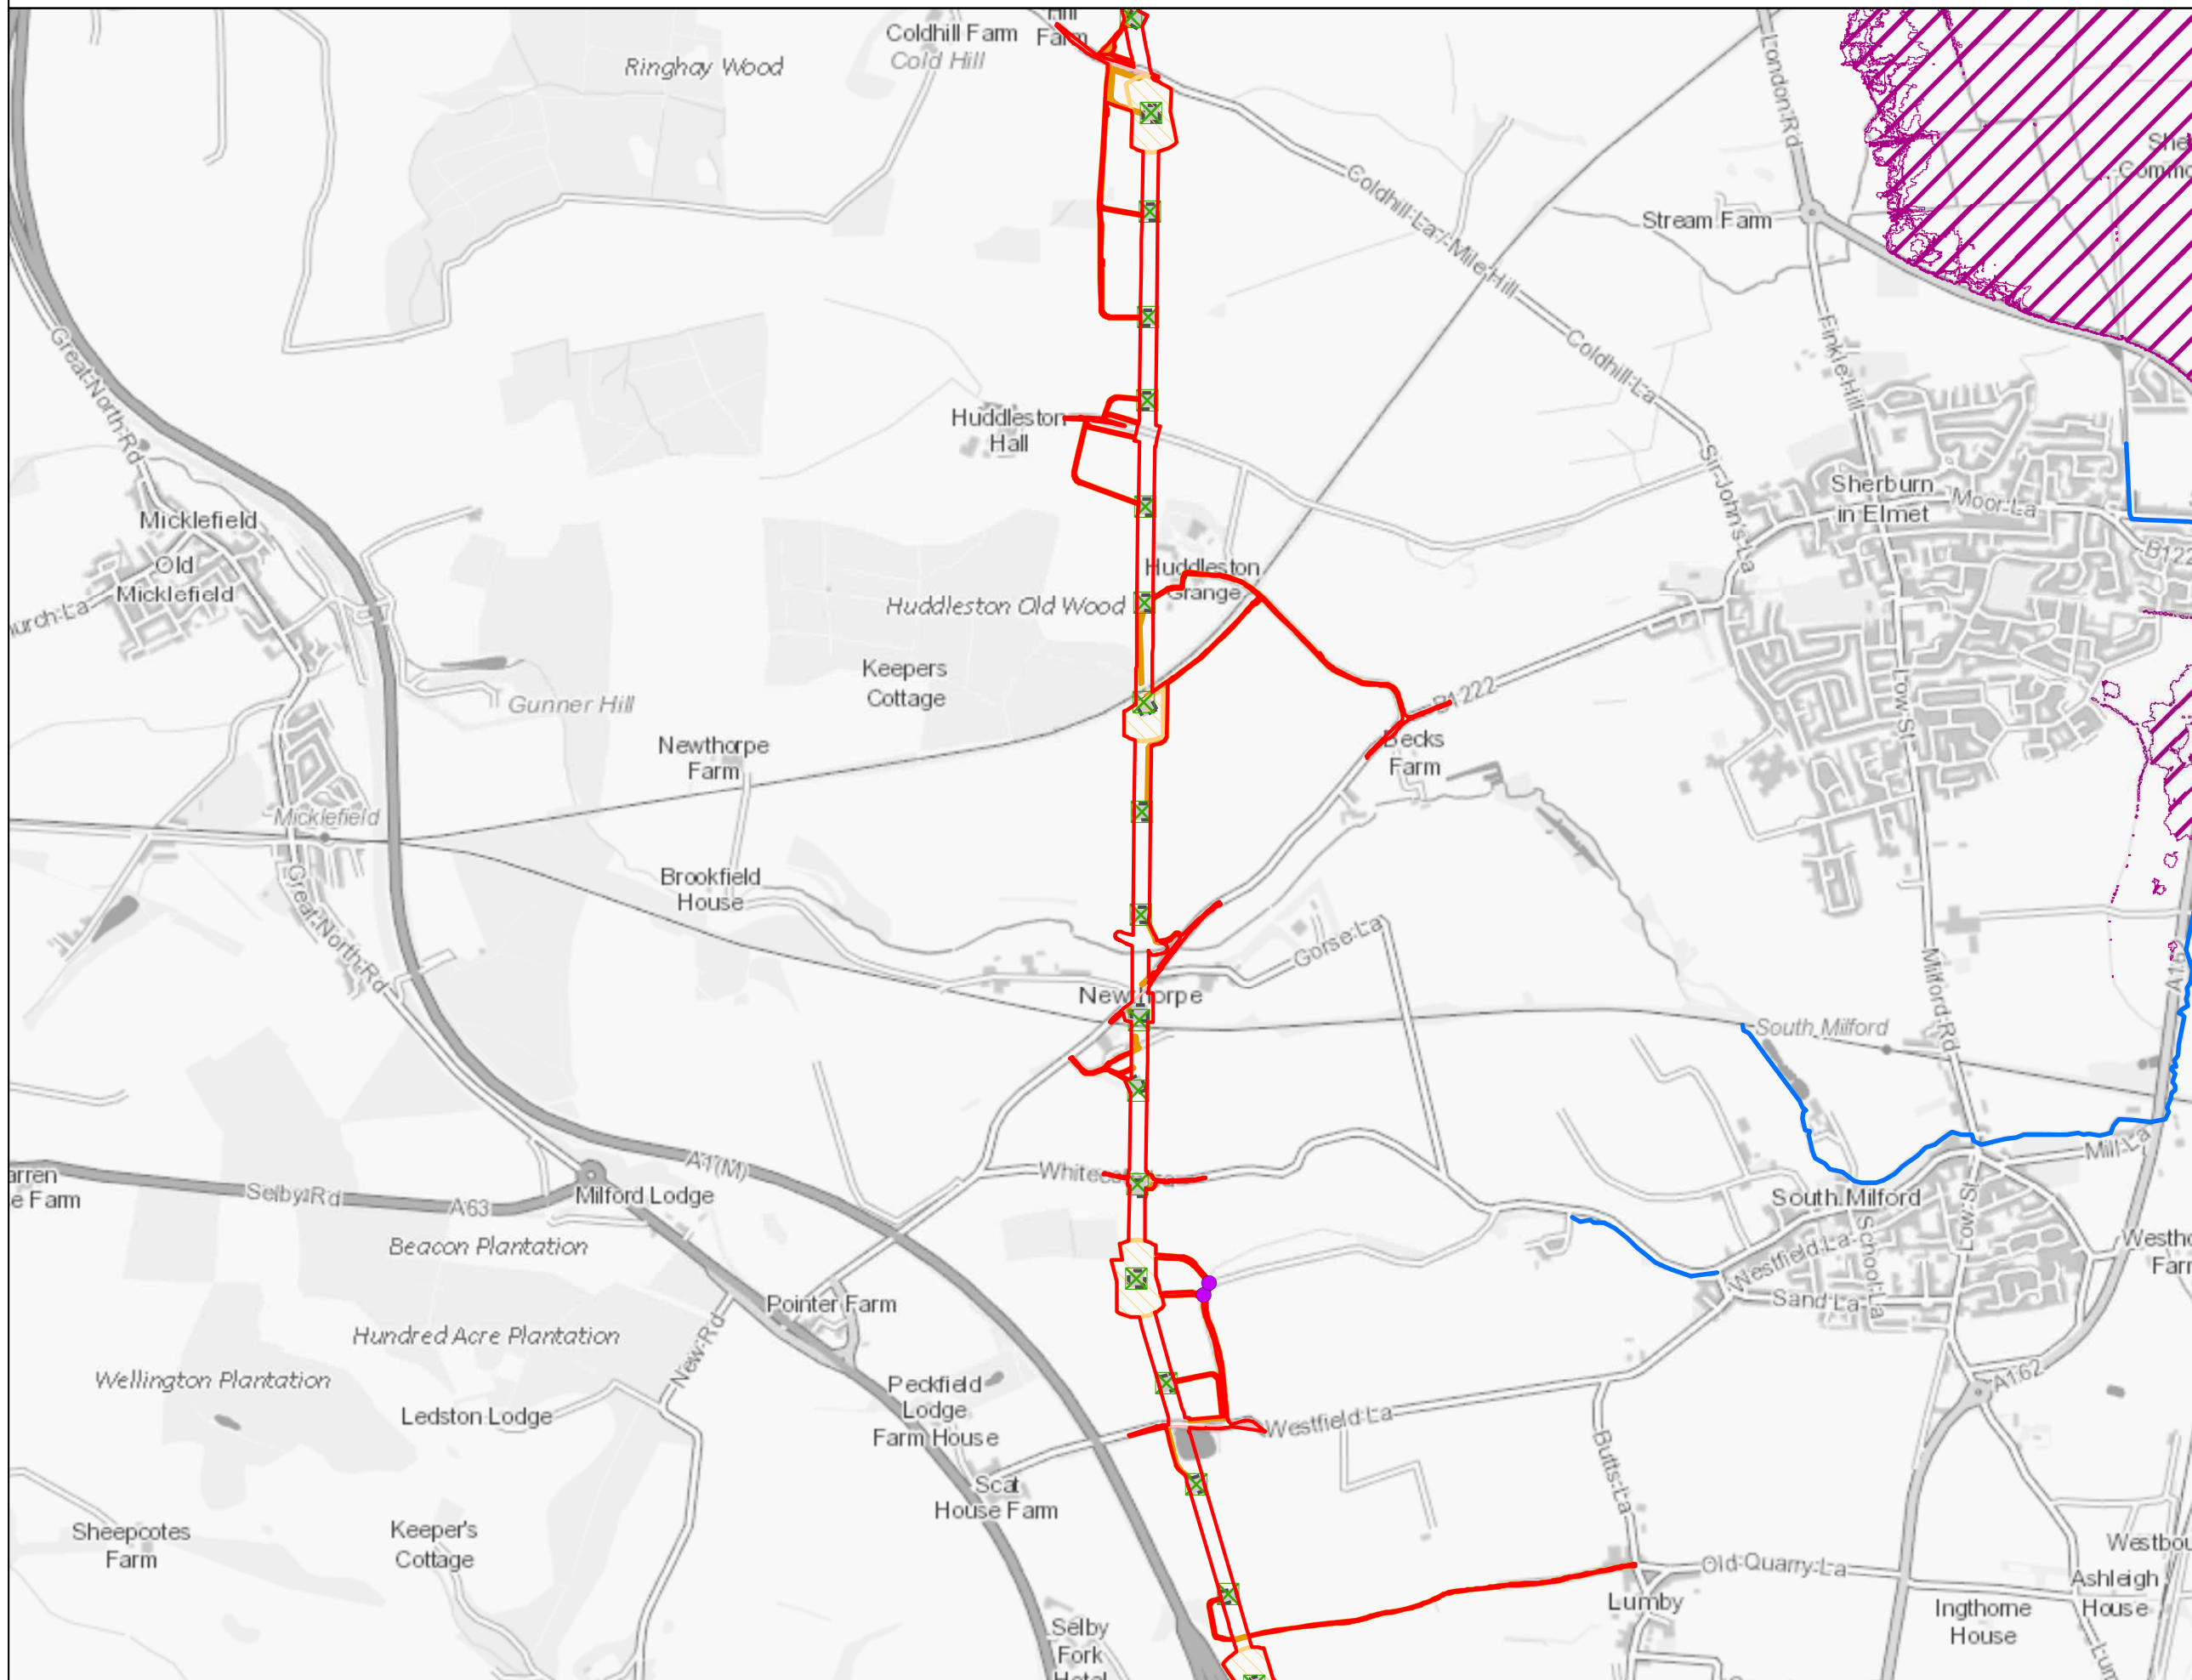 Coldhill Farm
Farm
Cold Hill
Ringhay Wood
London Rd
Coldhill La / Mile Hill
Stream Farm
Coldhill La
Finkle Hill
Great North Rd
Huddleston
Hall
Sir John's La
Sherburn
in Elmet
Moor La
Micklefield
Old
Micklefield
Huddleston
Grange
Huddleston Old Wood
Keepers
Cottage
Gunner Hill
B1222
Low St
Becks
Farm
Newthorpe
Farm
Micklefield
Brookfield
House
Great North Rd
Gorse La
Milford Rd
Newthorpe
South Milford
A1(M)
Mill La
Selby Rd
A63
Milford Lodge
South Milford
Low St
School La
Beacon Plantation
Westfield La
Sand La
Pointer Farm
Hundred Acre Plantation
New Rd
Wellington Plantation
Ledston Lodge
Peckfield
Lodge
Farm House
A162
Westfield La
Butts La
Scat
House Farm
Sheepcotes
Farm
Keeper's
Cottage
Old Quarry La
Lumby
Ashleigh
House
Ingthorne
House
Selby
Fork